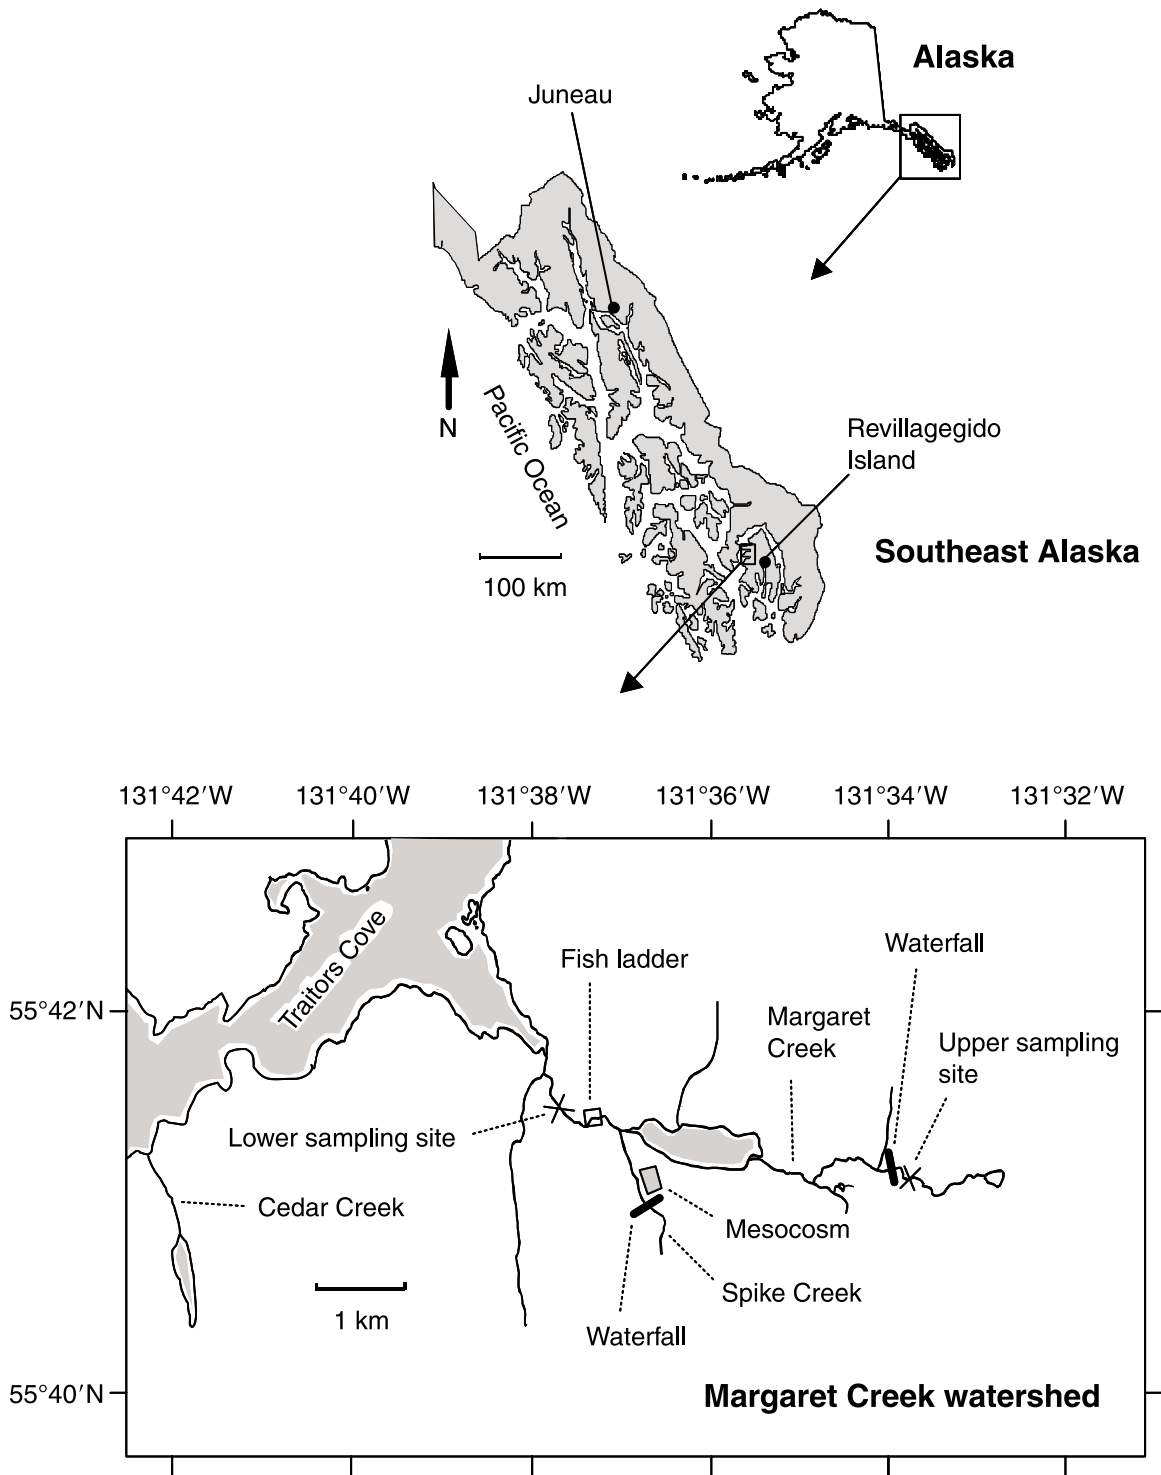 Alaska
Juneau
N
Pacific Ocean
Revillagegido
Island
Southeast Alaska
100 km
131°42′W
131°40′W
131°38′W
131°36′W
131°34′W
131°32′W
Traitors Cove
Fish ladder
Waterfall
55°42′N
Margaret
Creek
Upper sampling
site
Lower sampling site
Cedar Creek
Mesocosm
Spike Creek
1 km
Waterfall
55°40′N
Margaret Creek watershed